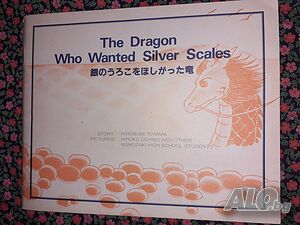 The Dragon
Who Wanted Silver Scales
銀のうろこをほしがった竜
STORY: HIROBUMI TOYAMA
PICTURES: HIROKO UCHINO AND OTHER
NOMOZAKI HIGH SCHOOL STUDENTS
ALO.bg